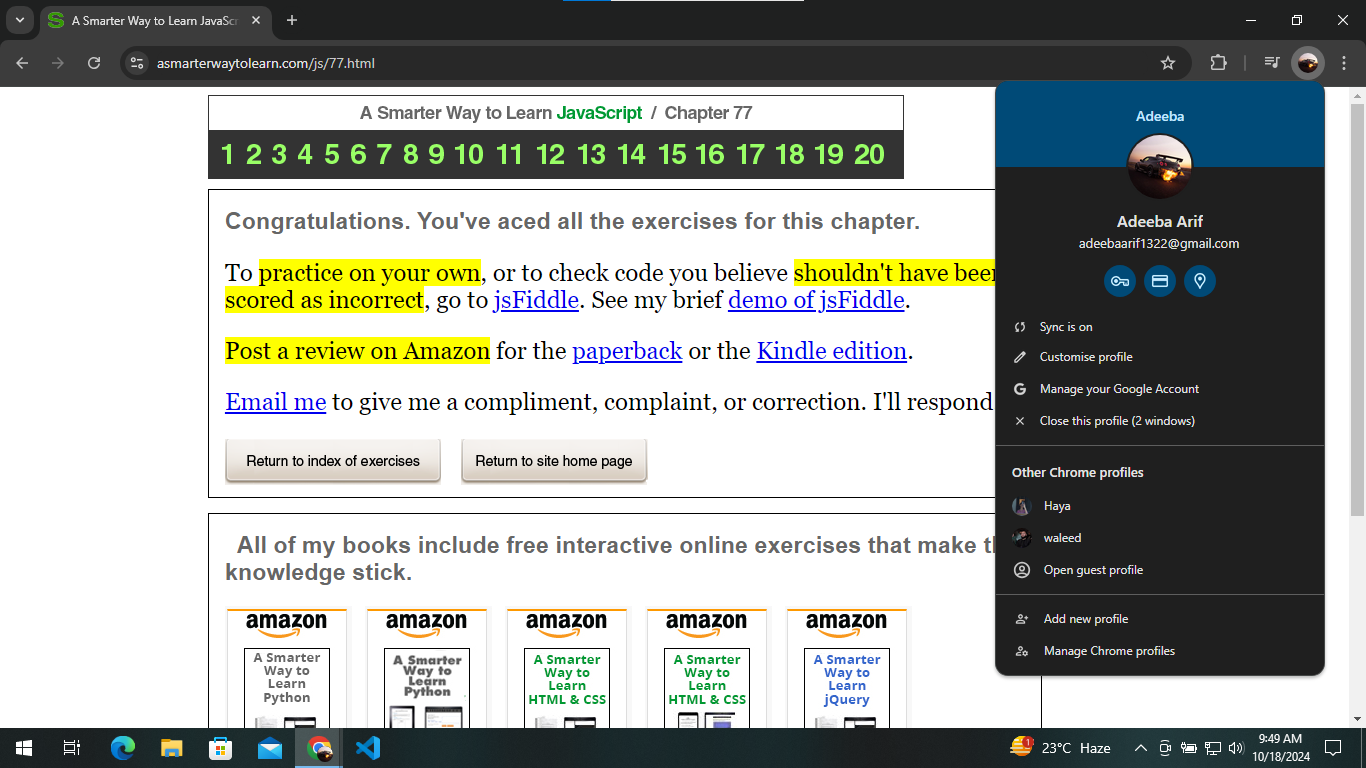 A Smarter Way to Learn JavaScr
asmarterwaytolearn.com/js/77.html
A Smarter Way to Learn JavaScript / Chapter 77
1 2 3 4 5 6 7 8 9 10 11 12 13 14 15 16 17 18 19 20
Congratulations. You've aced all the exercises for this chapter.
To practice on your own, or to check code you believe shouldn't have been
scored as incorrect, go to jsFiddle. See my brief demo of jsFiddle.
Post a review on Amazon for the paperback or the Kindle edition.
Email me to give me a compliment, complaint, or correction. I'll respond
Return to index of exercises
Return to site home page
All of my books include free interactive online exercises that make th
knowledge stick.
amazon
A Smarter
Way to
Learn
Python
amazon
A Smarter
Way to
Learn
Python
amazon
A Smarter
Way to
Learn
HTML & CSS
amazon
A Smarter
Way to
Learn
HTML & CSS
amazon
A Smarter
Way to
Learn
jQuery
Adeeba
Adeeba Arif
adeebaarif1322@gmail.com
Sync is on
Customise profile
Manage your Google Account
Close this profile (2 windows)
Other Chrome profiles
Haya
waleed
Open guest profile
Add new profile
Manage Chrome profiles
1
23°C Haze
9:49 AM
10/18/2024